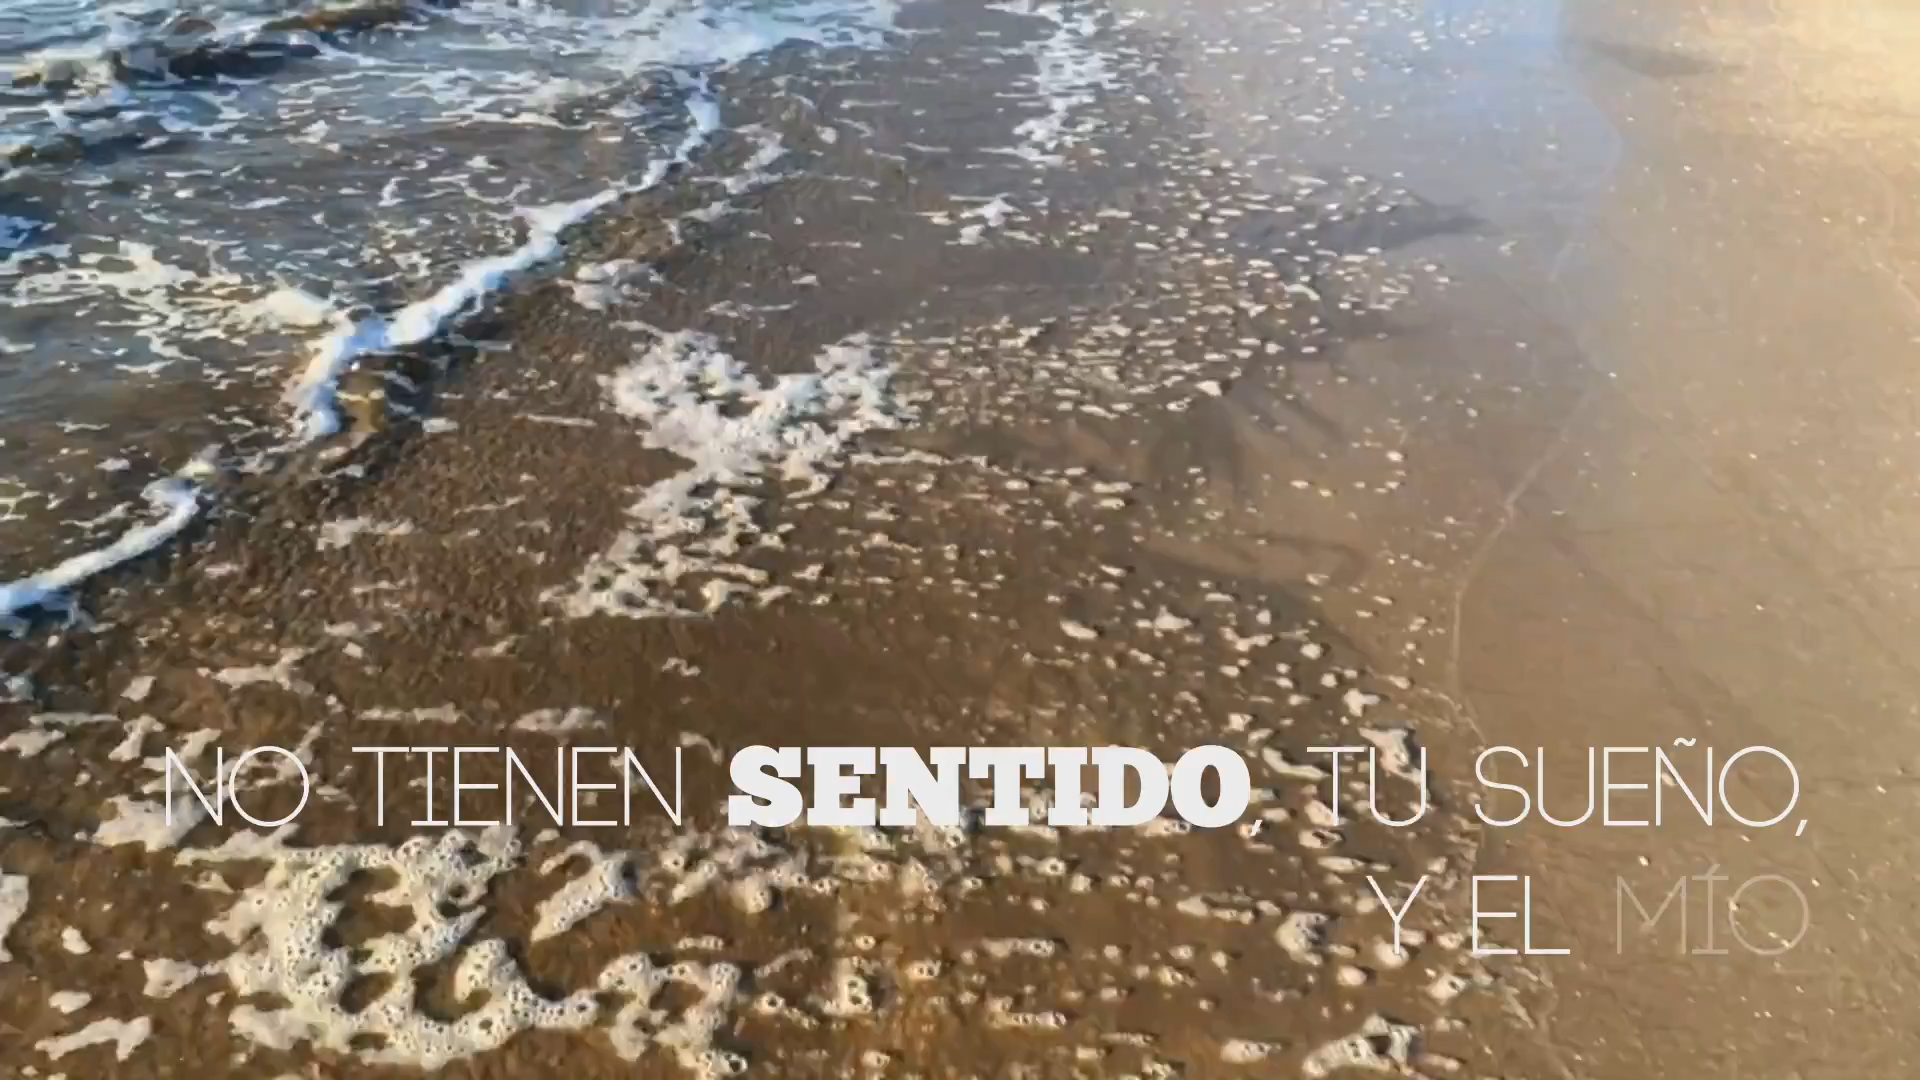 NO TIENEN SENTIDO, TU SUEÑO,
Y EL MÍO